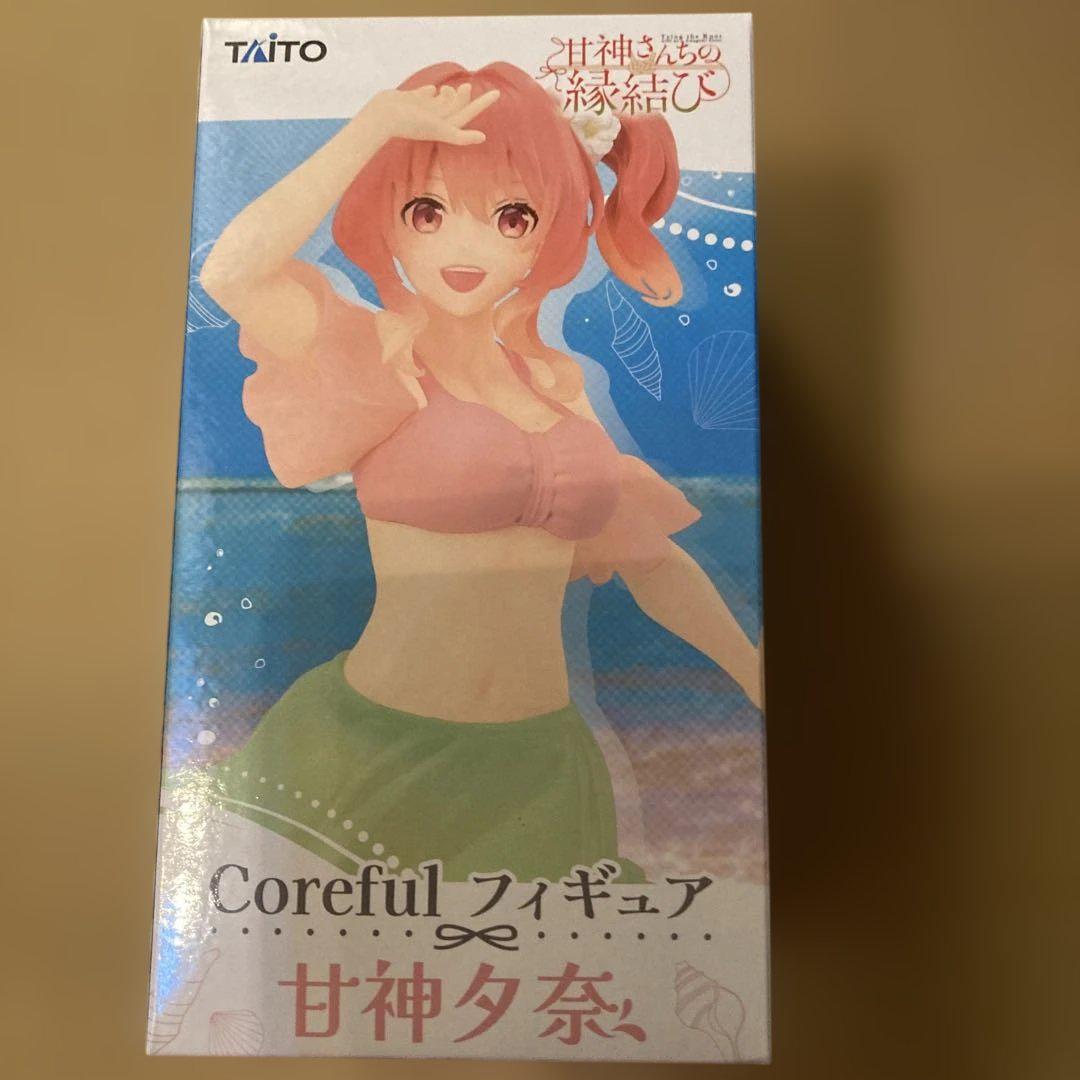 TAITO
Tying the Knot
甘神さんちの
縁結び
Coreful フィギュア
甘神夕奈